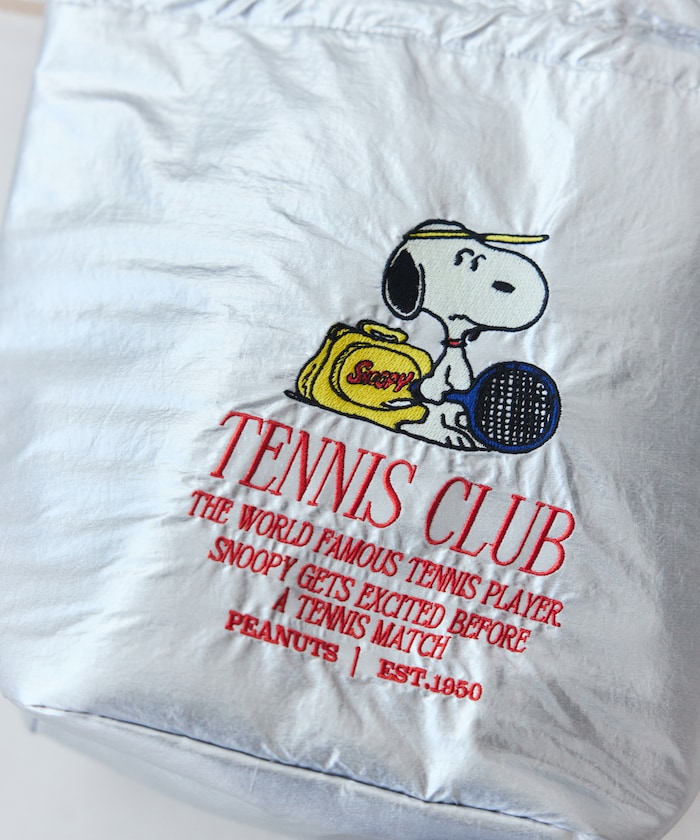 SNOOPY
TENNIS CLUB
THE WORLD FAMOUS TENNIS PLAYER.
SNOOPY GETS EXCITED BEFORE
A TENNIS MATCH
PEANUTS | EST.1950